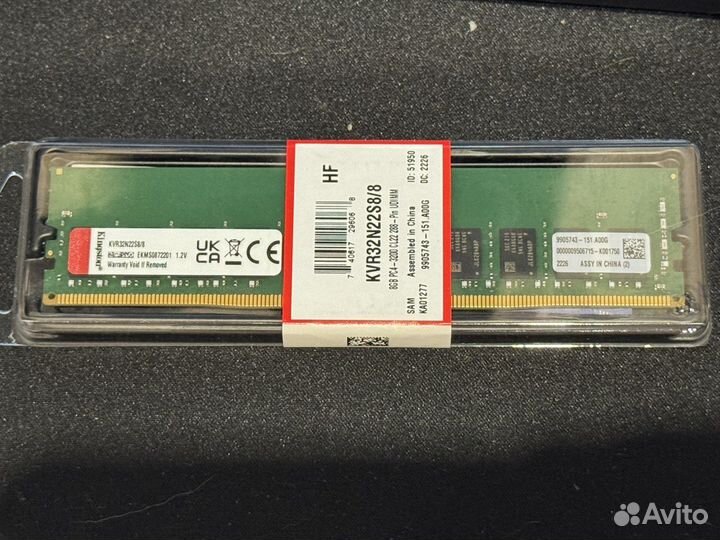 Kingston
KVR32N22S8/8
EKMS0872201 1.2V
Warranty Void If Removed
UK
CA
CE
HF
7 40617 29606 8
KVR32N22S8/8
8GB PC4-3200 CL22 288-Pin UDIMM
SAM Assembled in China ID: 51950
KA01277 9905743-151.A00G DC: 2226
9905743-151.A00G
0000009506715-K001750
2226 ASSY IN CHINA (2)
Avito